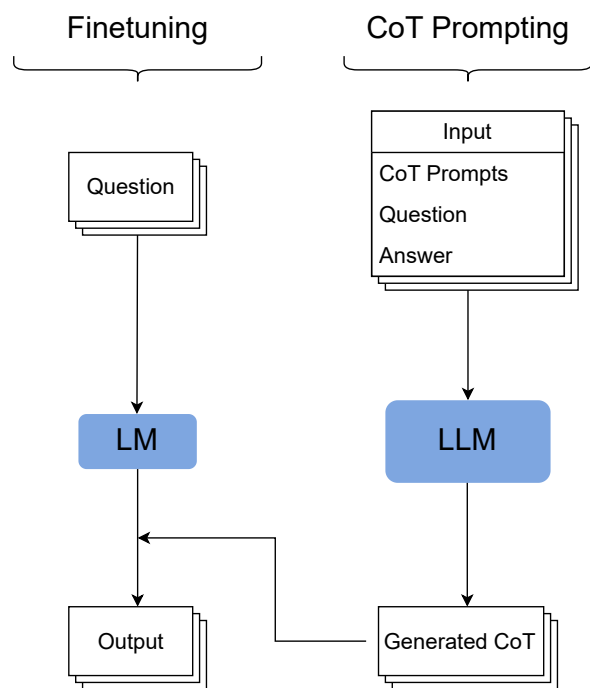 Finetuning
CoT Prompting
Input
CoT Prompts
Question
Answer
Question
LM
LLM
Output
Generated CoT